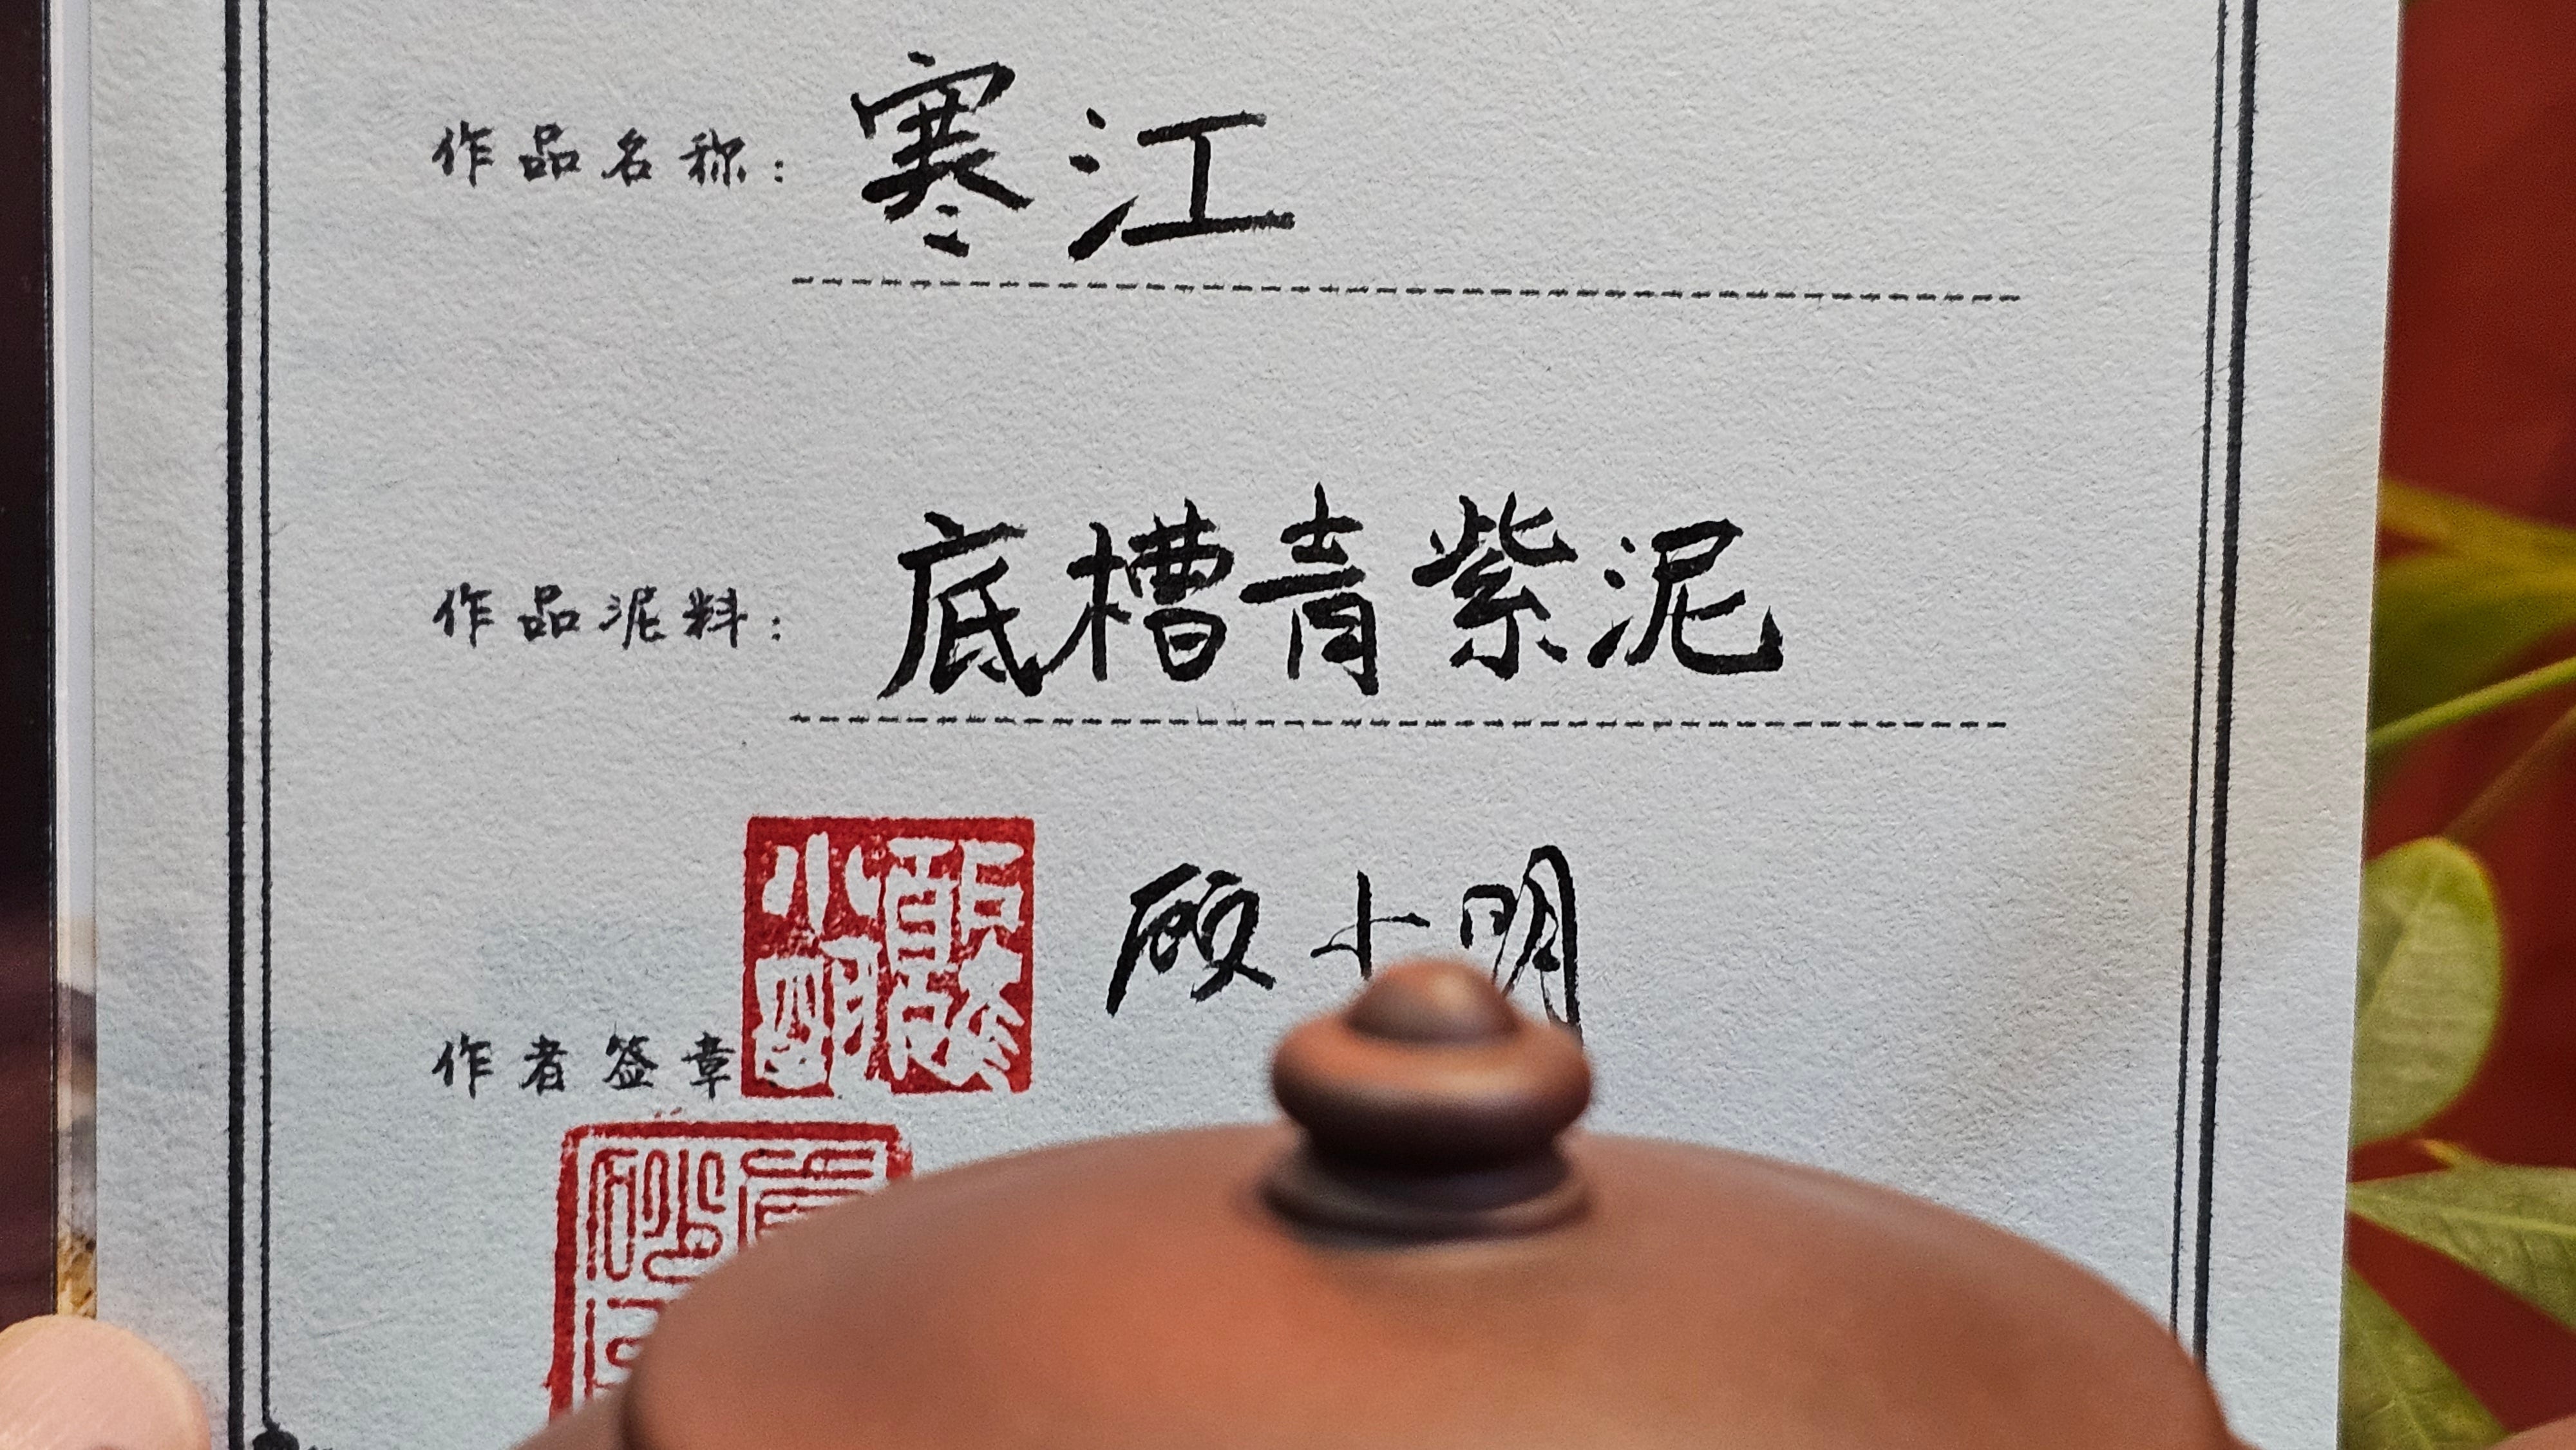 作品名称：寒江
作品泥料：底槽青紫泥
顾小明
作者签章